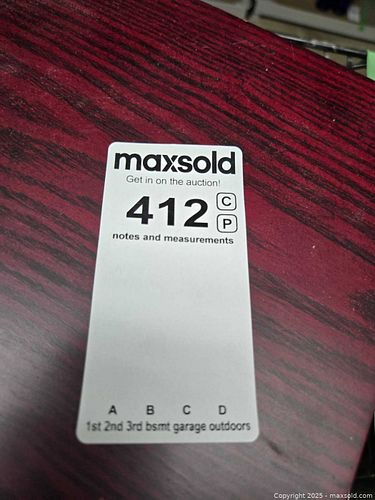 maxsold
Get in on the auction!
412 C
P
notes and measurements
A B C D
1st 2nd 3rd bsmt garage outdoors
Copyright 2025 - maxsold.com